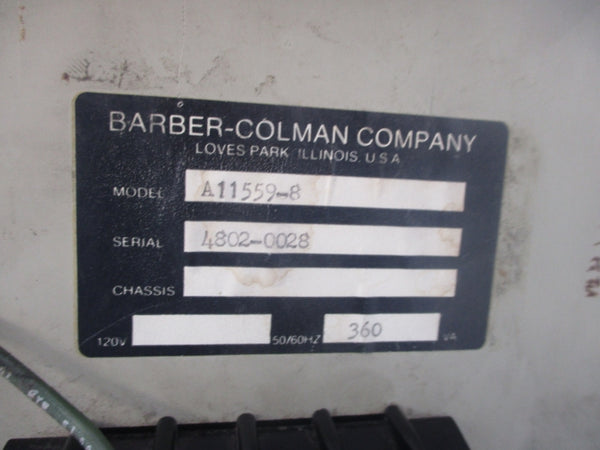 BARBER-COLMAN COMPANY
LOVES PARK, ILLINOIS, U.S.A.
MODEL A11559-8
SERIAL 4802-0028
CHASSIS
120V 50/60HZ 360 VA